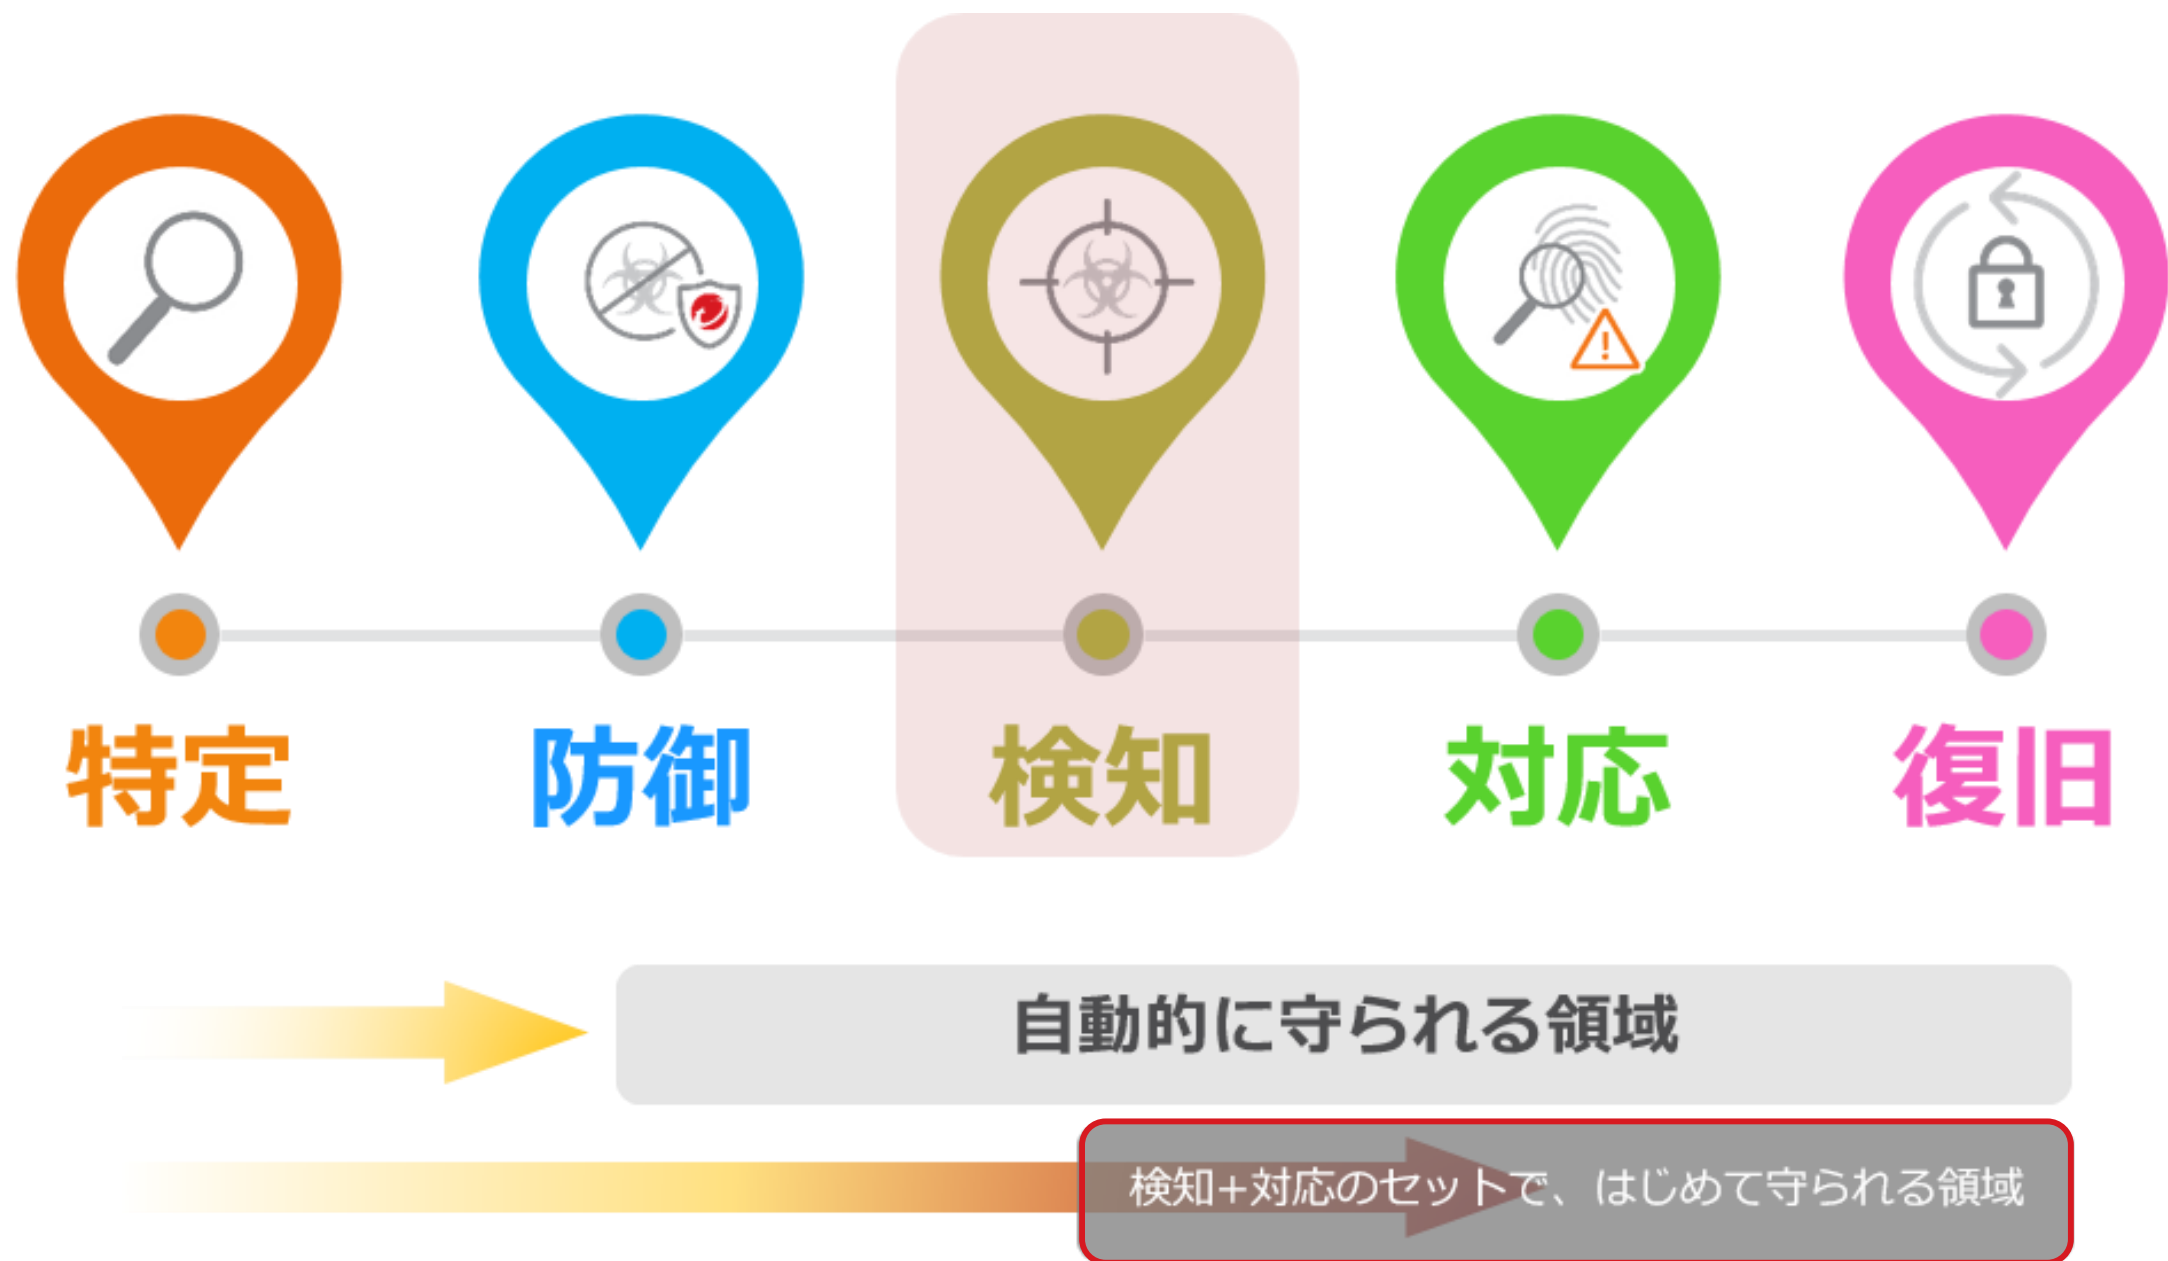 特定
防御
検知
対応
復旧
自動的に守られる領域
検知+対応のセットで、はじめて守られる領域